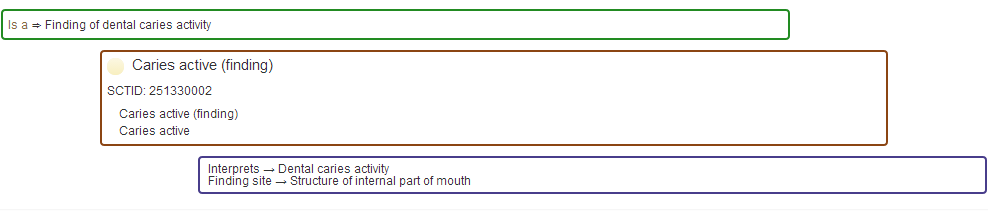 Is a ⇒ Finding of dental caries activity
Caries active (finding)
SCTID: 251330002
Caries active (finding)
Caries active
Interprets → Dental caries activity
Finding site → Structure of internal part of mouth